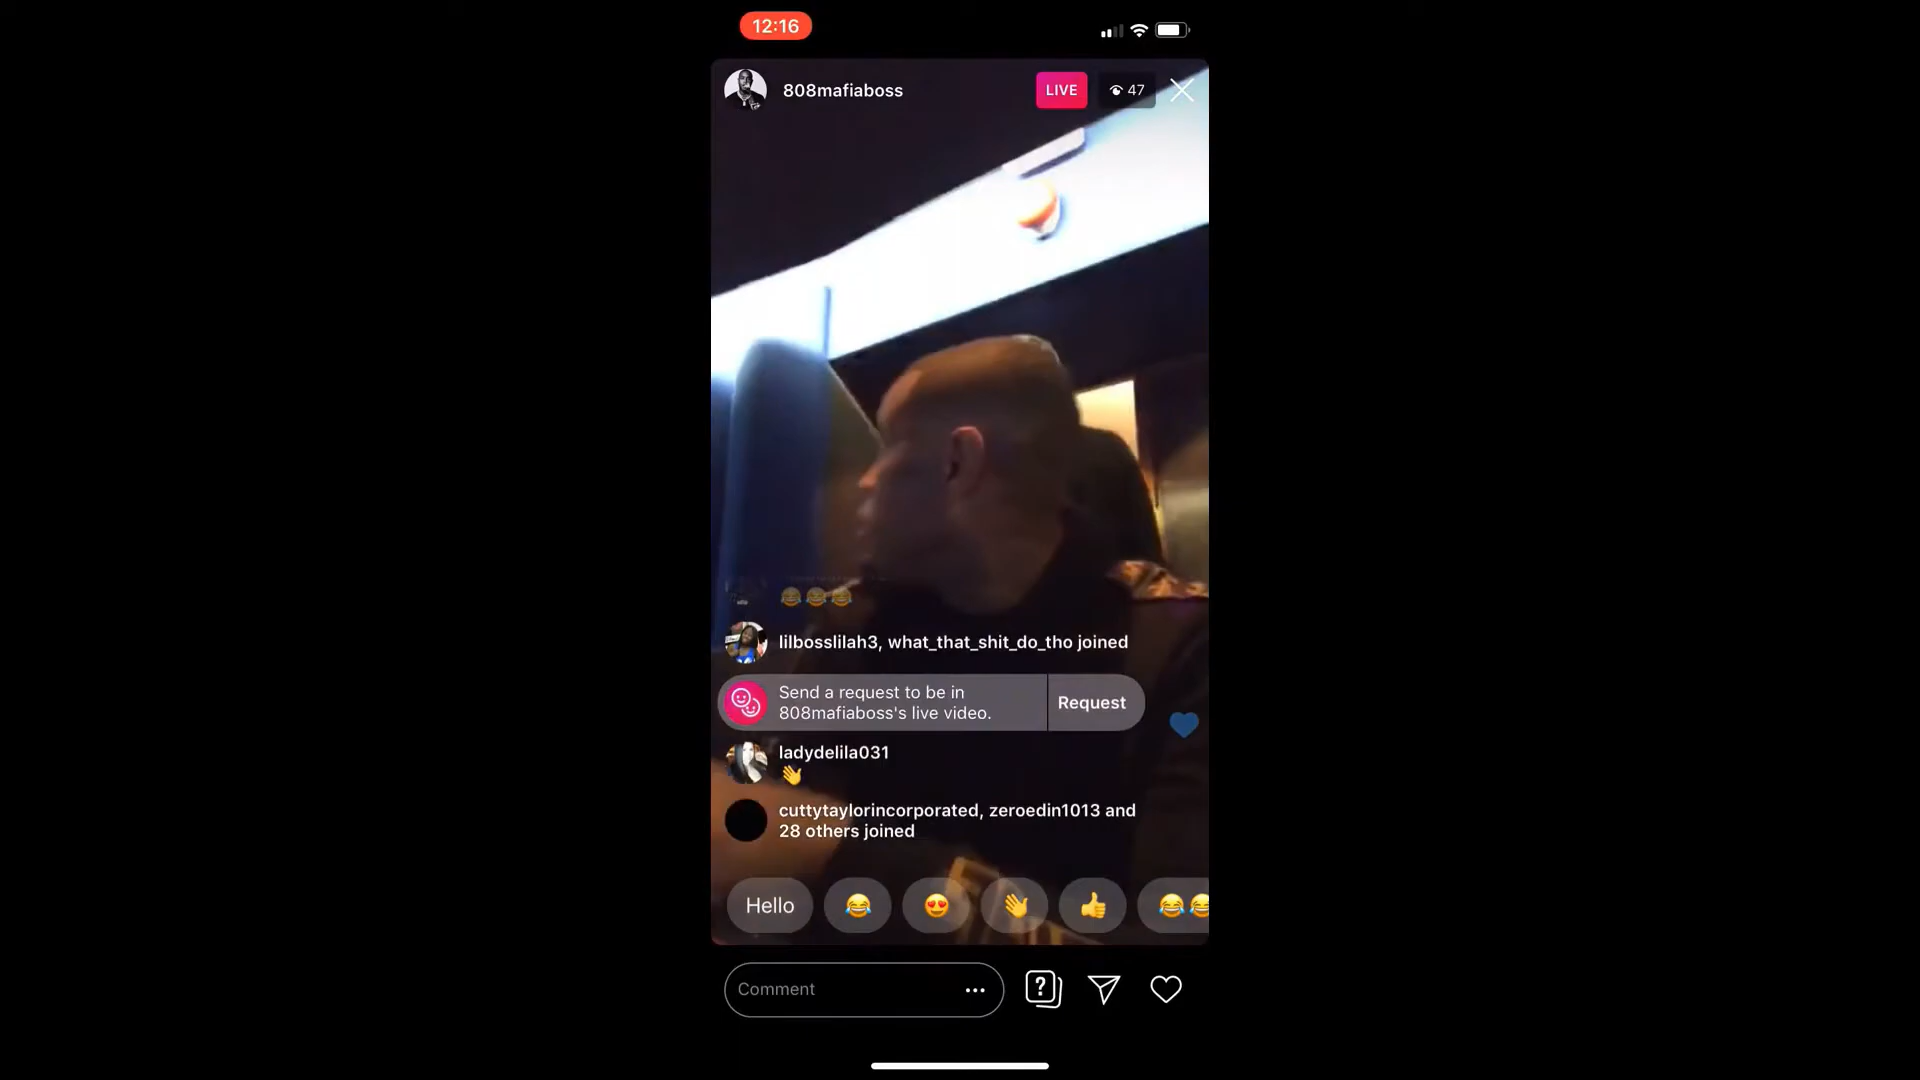 12:16
808mafiaboss
LIVE
47
lilbosslilah3, what_that_shit_do_tho joined
Send a request to be in
808mafiaboss's live video.
Request
ladydelila031
cuttytaylorincorporated, zeroedin1013 and
28 others joined
Hello
Comment
?